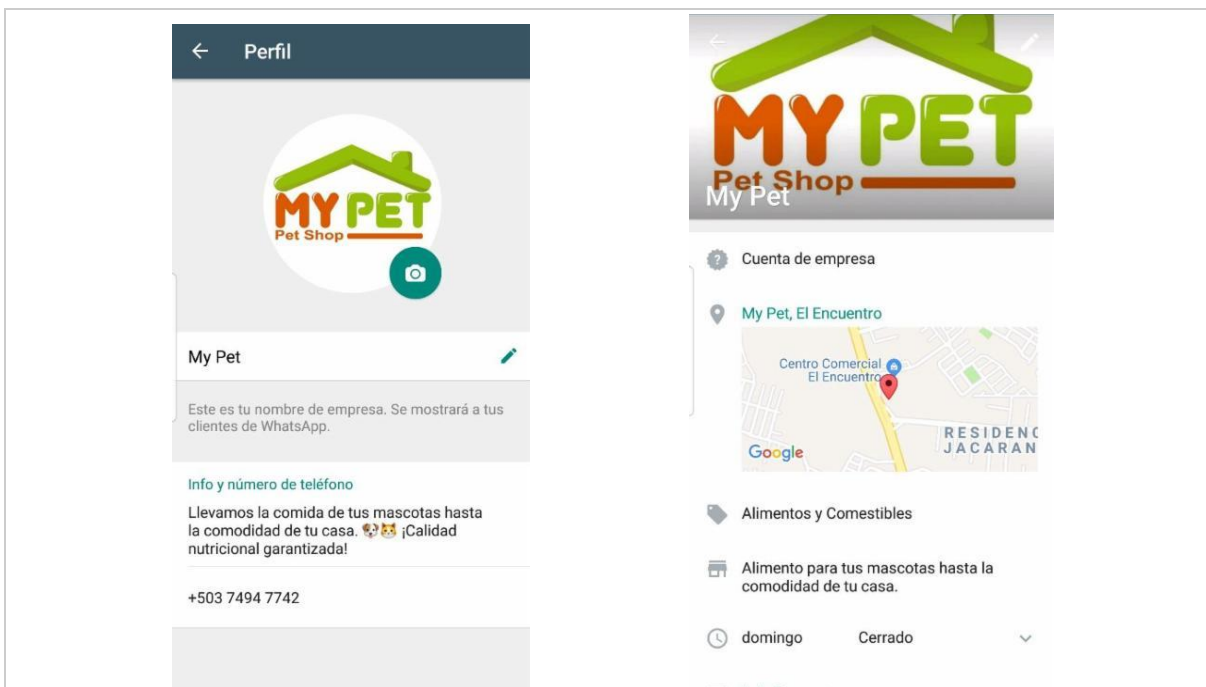 Perfil
MY PET
Pet Shop
My Pet
Este es tu nombre de empresa. Se mostrará a tus
clientes de WhatsApp.
Info y número de teléfono
Llevamos la comida de tus mascotas hasta
la comodidad de tu casa. 🐶🐱 ¡Calidad
nutricional garantizada!
+503 7494 7742
MY PET
Pet Shop
My Pet
Cuenta de empresa
My Pet, El Encuentro
Centro Comercial
El Encuentro
RESIDENC
JACARAN
Google
Alimentos y Comestibles
Alimento para tus mascotas hasta la
comodidad de tu casa.
domingo Cerrado